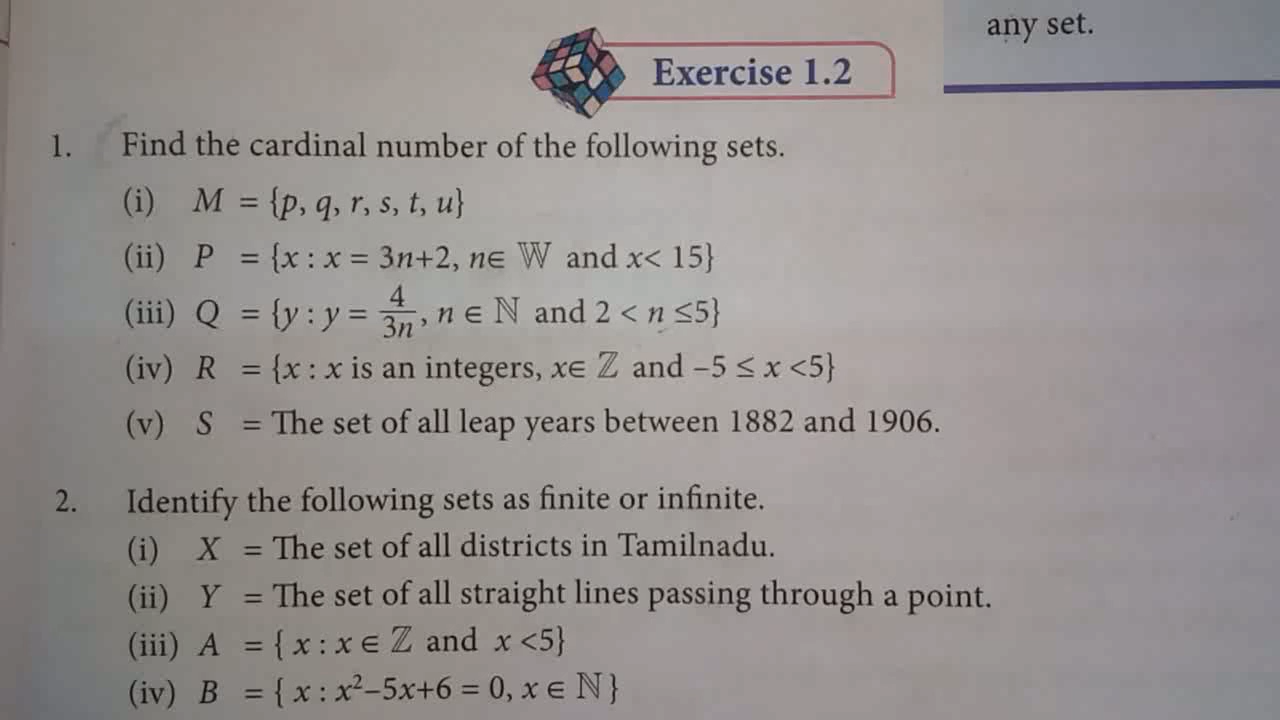 any set.
Exercise 1.2
1. Find the cardinal number of the following sets.
(i) M = {p, q, r, s, t, u}
(ii) P = {x : x = 3n+2, n∈ 𝕎 and x< 15}
(iii) Q = {y : y = 4/3n, n ∈ ℕ and 2 < n ≤5}
(iv) R = {x : x is an integers, x∈ ℤ and –5 ≤ x <5}
(v) S = The set of all leap years between 1882 and 1906.
2. Identify the following sets as finite or infinite.
(i) X = The set of all districts in Tamilnadu.
(ii) Y = The set of all straight lines passing through a point.
(iii) A = { x : x ∈ ℤ and x <5}
(iv) B = { x : x²–5x+6 = 0, x ∈ ℕ }